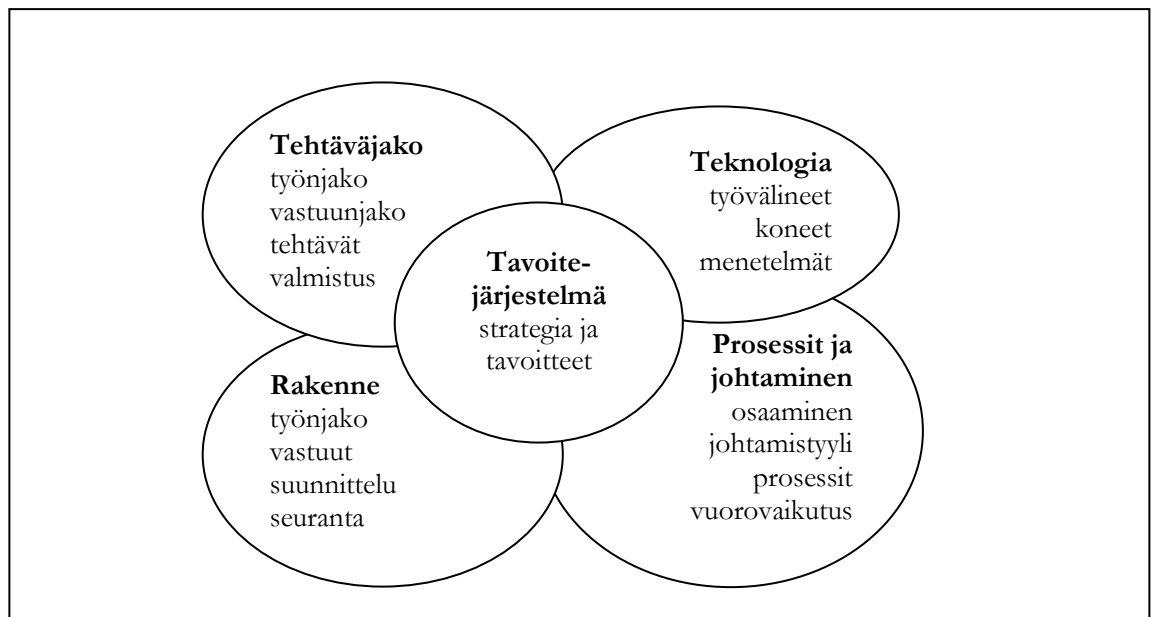 Tehtäväjako
työnjako
vastuunjako
tehtävät
valmistus
Teknologia
työvälineet
koneet
menetelmät
Tavoite-
järjestelmä
strategia ja
tavoitteet
Rakenne
työnjako
vastuut
suunnittelu
seuranta
Prosessit ja
johtaminen
osaaminen
johtamistyyli
prosessit
vuorovaikutus